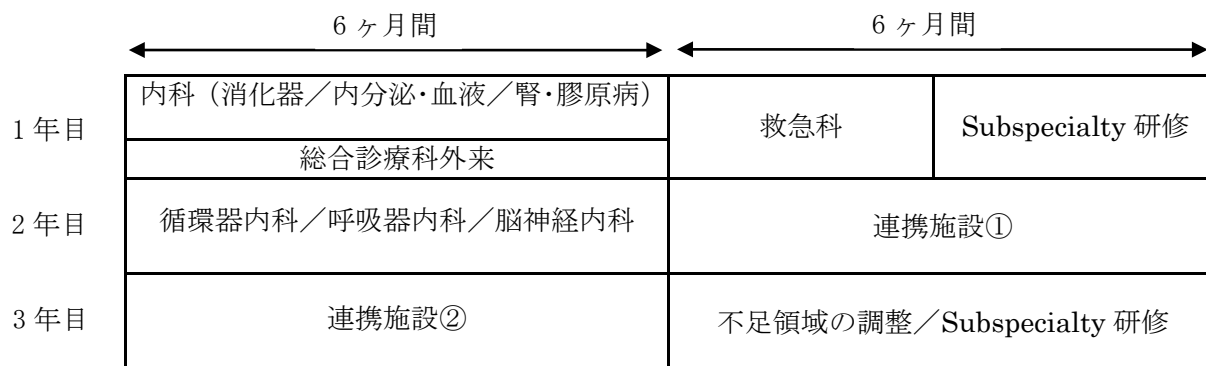 6 ヶ月間 6 ヶ月間
1 年目
内科（消化器／内分泌・血液／腎・膠原病）
総合診療科外来
救急科
Subspecialty 研修
2 年目
循環器内科／呼吸器内科／脳神経内科
連携施設①
3 年目
連携施設②
不足領域の調整／Subspecialty 研修